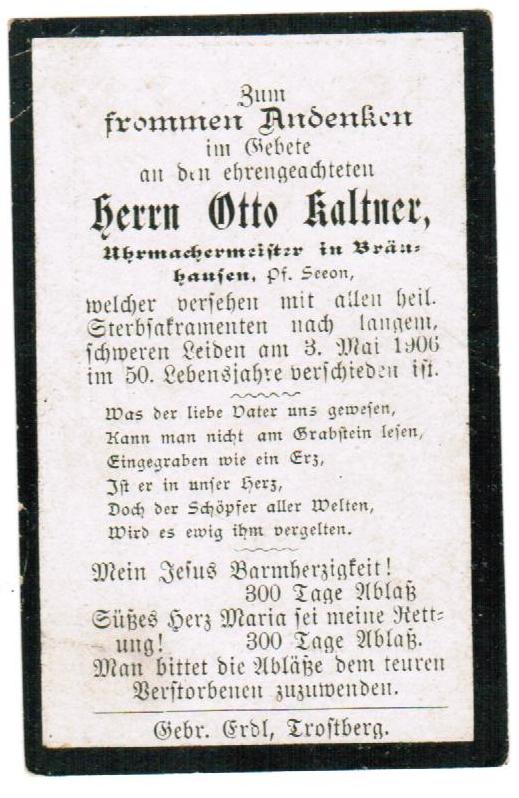 Zum
frommen Andenken
im Gebete
an den ehrengeachteten
Herrn Otto Kaltner,
Uhrmachermeister in Bräu-
hausen, Pf. Seeon,
welcher versehen mit allen heil.
Sterbsakramenten nach langem,
schweren Leiden am 3. Mai 1906
im 50. Lebensjahre verschieden ist.
Was der liebe Vater uns gewesen,
Kann man nicht am Grabstein lesen,
Eingegraben wie ein Erz,
Ist er in unser Herz,
Doch der Schöpfer aller Welten,
Wird es ewig ihm vergelten.
Mein Jesus Barmherzigkeit!
300 Tage Ablaß
Süßes Herz Maria sei meine Rett-
ung! 300 Tage Ablaß.
Man bittet die Abläße dem teuren
Verstorbenen zuzuwenden.
Gebr. Erdl, Trostberg.